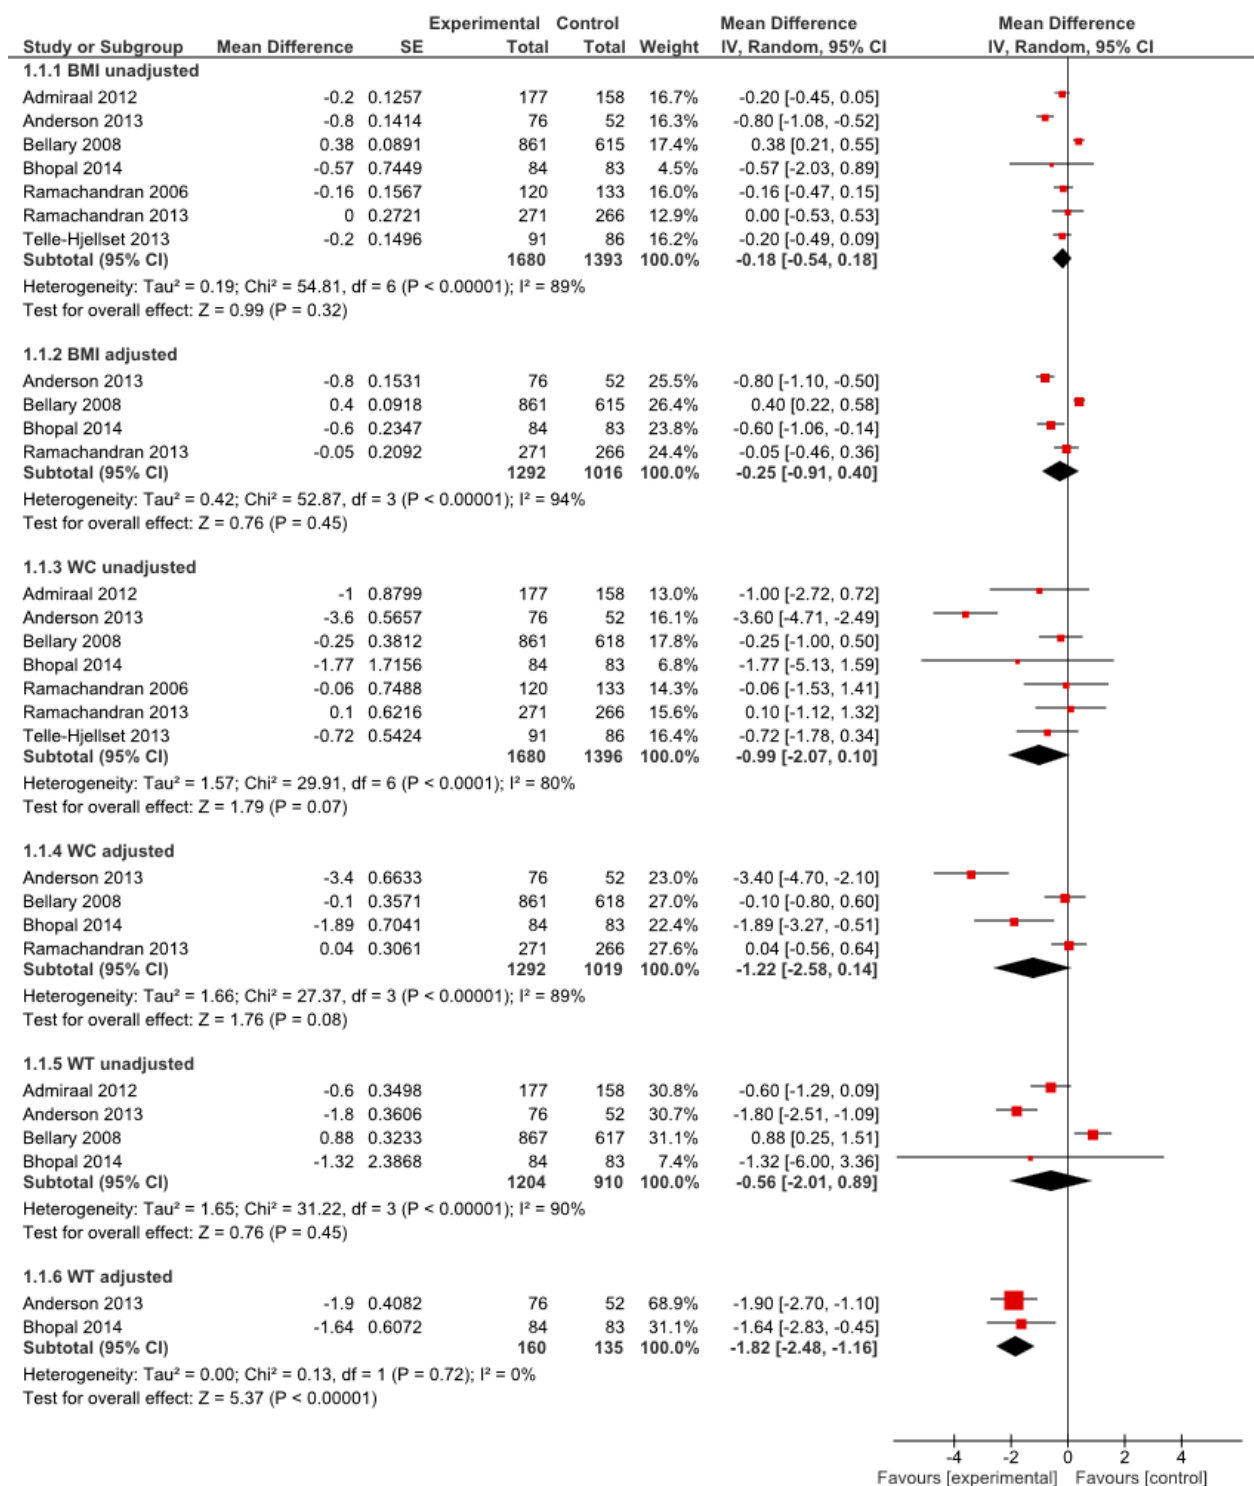 Experimental Control Mean Difference Mean Difference
Study or Subgroup Mean Difference SE Total Total Weight IV, Random, 95% CI IV, Random, 95% CI
1.1.1 BMI unadjusted
Admiraal 2012 -0.2 0.1257 177 158 16.7% -0.20 [-0.45, 0.05]
Anderson 2013 -0.8 0.1414 76 52 16.3% -0.80 [-1.08, -0.52]
Bellary 2008 0.38 0.0891 861 615 17.4% 0.38 [0.21, 0.55]
Bhopal 2014 -0.57 0.7449 84 83 4.5% -0.57 [-2.03, 0.89]
Ramachandran 2006 -0.16 0.1567 120 133 16.0% -0.16 [-0.47, 0.15]
Ramachandran 2013 0 0.2721 271 266 12.9% 0.00 [-0.53, 0.53]
Telle-Hjellset 2013 -0.2 0.1496 91 86 16.2% -0.20 [-0.49, 0.09]
Subtotal (95% CI) 1680 1393 100.0% -0.18 [-0.54, 0.18]
Heterogeneity: Tau² = 0.19; Chi² = 54.81, df = 6 (P < 0.00001); I² = 89%
Test for overall effect: Z = 0.99 (P = 0.32)
1.1.2 BMI adjusted
Anderson 2013 -0.8 0.1531 76 52 25.5% -0.80 [-1.10, -0.50]
Bellary 2008 0.4 0.0918 861 615 26.4% 0.40 [0.22, 0.58]
Bhopal 2014 -0.6 0.2347 84 83 23.8% -0.60 [-1.06, -0.14]
Ramachandran 2013 -0.05 0.2092 271 266 24.4% -0.05 [-0.46, 0.36]
Subtotal (95% CI) 1292 1016 100.0% -0.25 [-0.91, 0.40]
Heterogeneity: Tau² = 0.42; Chi² = 52.87, df = 3 (P < 0.00001); I² = 94%
Test for overall effect: Z = 0.76 (P = 0.45)
1.1.3 WC unadjusted
Admiraal 2012 -1 0.8799 177 158 13.0% -1.00 [-2.72, 0.72]
Anderson 2013 -3.6 0.5657 76 52 16.1% -3.60 [-4.71, -2.49]
Bellary 2008 -0.25 0.3812 861 618 17.8% -0.25 [-1.00, 0.50]
Bhopal 2014 -1.77 1.7156 84 83 6.8% -1.77 [-5.13, 1.59]
Ramachandran 2006 -0.06 0.7488 120 133 14.3% -0.06 [-1.53, 1.41]
Ramachandran 2013 0.1 0.6216 271 266 15.6% 0.10 [-1.12, 1.32]
Telle-Hjellset 2013 -0.72 0.5424 91 86 16.4% -0.72 [-1.78, 0.34]
Subtotal (95% CI) 1680 1396 100.0% -0.99 [-2.07, 0.10]
Heterogeneity: Tau² = 1.57; Chi² = 29.91, df = 6 (P < 0.0001); I² = 80%
Test for overall effect: Z = 1.79 (P = 0.07)
1.1.4 WC adjusted
Anderson 2013 -3.4 0.6633 76 52 23.0% -3.40 [-4.70, -2.10]
Bellary 2008 -0.1 0.3571 861 618 27.0% -0.10 [-0.80, 0.60]
Bhopal 2014 -1.89 0.7041 84 83 22.4% -1.89 [-3.27, -0.51]
Ramachandran 2013 0.04 0.3061 271 266 27.6% 0.04 [-0.56, 0.64]
Subtotal (95% CI) 1292 1019 100.0% -1.22 [-2.58, 0.14]
Heterogeneity: Tau² = 1.66; Chi² = 27.37, df = 3 (P < 0.00001); I² = 89%
Test for overall effect: Z = 1.76 (P = 0.08)
1.1.5 WT unadjusted
Admiraal 2012 -0.6 0.3498 177 158 30.8% -0.60 [-1.29, 0.09]
Anderson 2013 -1.8 0.3606 76 52 30.7% -1.80 [-2.51, -1.09]
Bellary 2008 0.88 0.3233 867 617 31.1% 0.88 [0.25, 1.51]
Bhopal 2014 -1.32 2.3868 84 83 7.4% -1.32 [-6.00, 3.36]
Subtotal (95% CI) 1204 910 100.0% -0.56 [-2.01, 0.89]
Heterogeneity: Tau² = 1.65; Chi² = 31.22, df = 3 (P < 0.00001); I² = 90%
Test for overall effect: Z = 0.76 (P = 0.45)
1.1.6 WT adjusted
Anderson 2013 -1.9 0.4082 76 52 68.9% -1.90 [-2.70, -1.10]
Bhopal 2014 -1.64 0.6072 84 83 31.1% -1.64 [-2.83, -0.45]
Subtotal (95% CI) 160 135 100.0% -1.82 [-2.48, -1.16]
Heterogeneity: Tau² = 0.00; Chi² = 0.13, df = 1 (P = 0.72); I² = 0%
Test for overall effect: Z = 5.37 (P < 0.00001)
-4 -2 0 2 4
Favours [experimental] Favours [control]